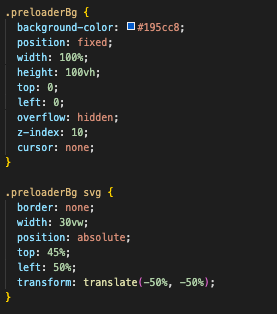 .preloaderBg {
background-color: #195cc8;
position: fixed;
width: 100%;
height: 100vh;
top: 0;
left: 0;
overflow: hidden;
z-index: 10;
cursor: none;
}
.preloaderBg svg {
border: none;
width: 30vw;
position: absolute;
top: 45%;
left: 50%;
transform: translate(-50%, -50%);
}